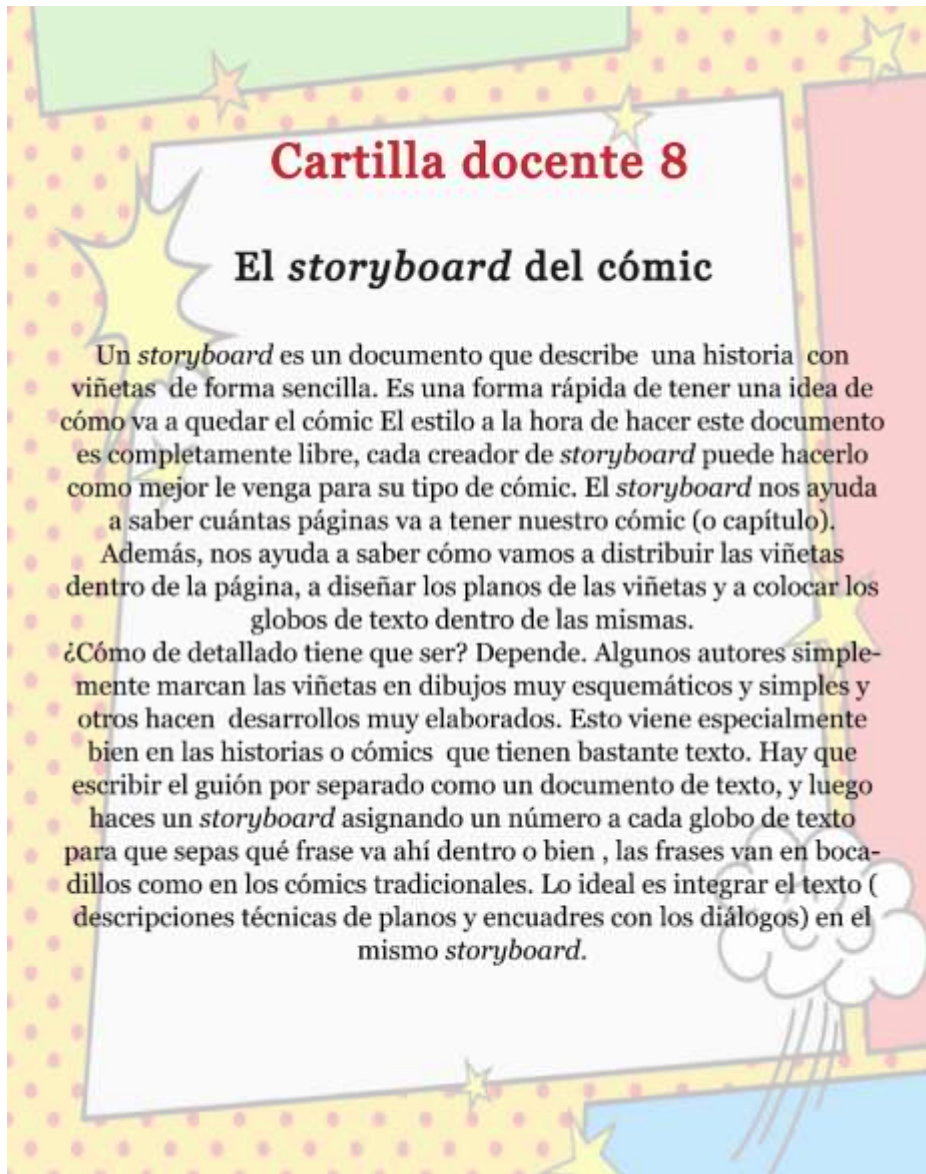 Cartilla docente 8
El storyboard del cómic
Un storyboard es un documento que describe una historia con
viñetas de forma sencilla. Es una forma rápida de tener una idea de
cómo va a quedar el cómic El estilo a la hora de hacer este documento
es completamente libre, cada creador de storyboard puede hacerlo
como mejor le venga para su tipo de cómic. El storyboard nos ayuda
a saber cuántas páginas va a tener nuestro cómic (o capítulo).
Además, nos ayuda a saber cómo vamos a distribuir las viñetas
dentro de la página, a diseñar los planos de las viñetas y a colocar los
globos de texto dentro de las mismas.
¿Cómo de detallado tiene que ser? Depende. Algunos autores simple-
mente marcan las viñetas en dibujos muy esquemáticos y simples y
otros hacen desarrollos muy elaborados. Esto viene especialmente
bien en las historias o cómics que tienen bastante texto. Hay que
escribir el guión por separado como un documento de texto, y luego
haces un storyboard asignando un número a cada globo de texto
para que sepas qué frase va ahí dentro o bien , las frases van en boca-
dillos como en los cómics tradicionales. Lo ideal es integrar el texto (
descripciones técnicas de planos y encuadres con los diálogos) en el
mismo storyboard.